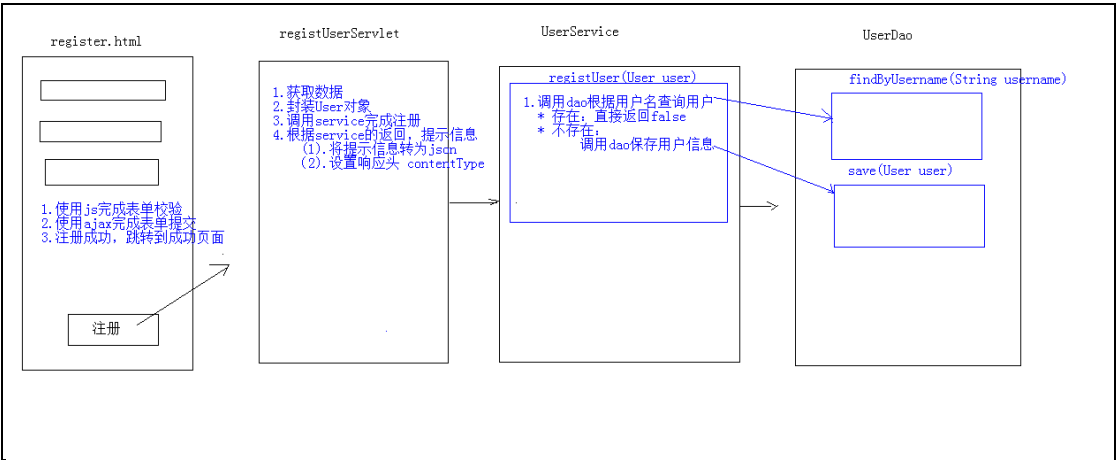 register.html
1.使用js完成表单校验
2.使用ajax完成表单提交
3.注册成功，跳转到成功页面
注册
registUserServlet
1.获取数据
2.封装User对象
3.调用service完成注册
4.根据service的返回，提示信息
(1).将提示信息转为json
(2).设置响应头 contentType
UserService
registUser(User user)
1.调用dao根据用户名查询用户
* 存在：直接返回false
* 不存在：
调用dao保存用户信息
UserDao
findByUsername(String username)
save(User user)